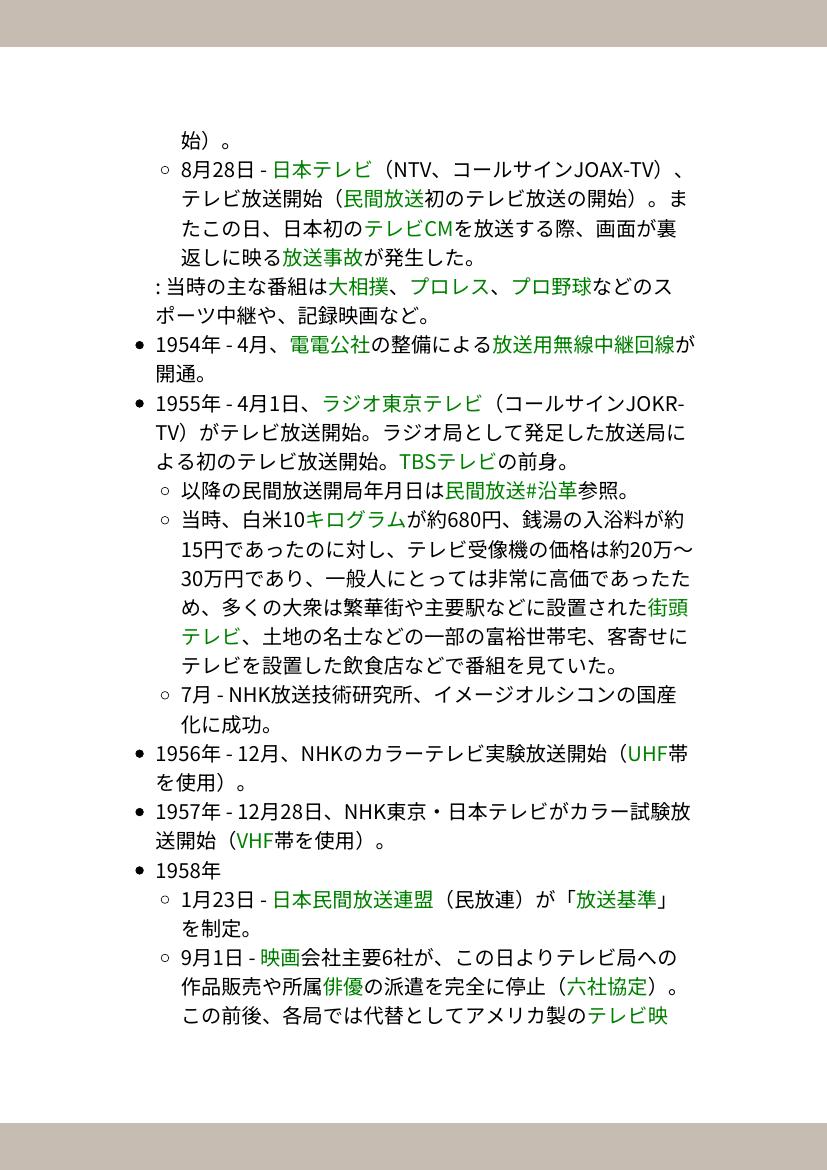 始）。
8月28日 - 日本テレビ（NTV、コールサインJOAX-TV）、
テレビ放送開始（民間放送初のテレビ放送の開始）。ま
たこの日、日本初のテレビCMを放送する際、画面が裏
返しに映る放送事故が発生した。
: 当時の主な番組は大相撲、プロレス、プロ野球などのス
ポーツ中継や、記録映画など。
1954年 - 4月、電電公社の整備による放送用無線中継回線が
開通。
1955年 - 4月1日、ラジオ東京テレビ（コールサインJOKR-
TV）がテレビ放送開始。ラジオ局として発足した放送局に
よる初のテレビ放送開始。TBSテレビの前身。
以降の民間放送開局年月日は民間放送#沿革参照。
当時、白米10キログラムが約680円、銭湯の入浴料が約
15円であったのに対し、テレビ受像機の価格は約20万〜
30万円であり、一般人にとっては非常に高価であったた
め、多くの大衆は繁華街や主要駅などに設置された街頭
テレビ、土地の名士などの一部の富裕世帯宅、客寄せに
テレビを設置した飲食店などで番組を見ていた。
7月 - NHK放送技術研究所、イメージオルシコンの国産
化に成功。
1956年 - 12月、NHKのカラーテレビ実験放送開始（UHF帯
を使用）。
1957年 - 12月28日、NHK東京・日本テレビがカラー試験放
送開始（VHF帯を使用）。
1958年
1月23日 - 日本民間放送連盟（民放連）が「放送基準」
を制定。
9月1日 - 映画会社主要6社が、この日よりテレビ局への
作品販売や所属俳優の派遣を完全に停止（六社協定）。
この前後、各局では代替としてアメリカ製のテレビ映